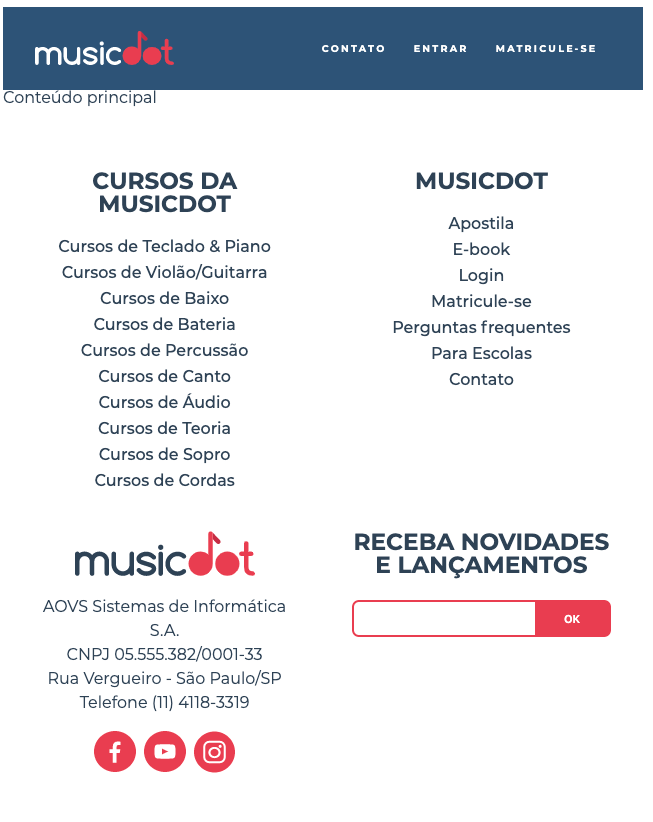 musicdot
CONTATO ENTRAR MATRICULE-SE
Conteúdo principal
CURSOS DA
MUSICDOT
Cursos de Teclado & Piano
Cursos de Violão/Guitarra
Cursos de Baixo
Cursos de Bateria
Cursos de Percussão
Cursos de Canto
Cursos de Áudio
Cursos de Teoria
Cursos de Sopro
Cursos de Cordas
MUSICDOT
Apostila
E-book
Login
Matricule-se
Perguntas frequentes
Para Escolas
Contato
musicdot
AOVS Sistemas de Informática
S.A.
CNPJ 05.555.382/0001-33
Rua Vergueiro - São Paulo/SP
Telefone (11) 4118-3319
RECEBA NOVIDADES
E LANÇAMENTOS
OK